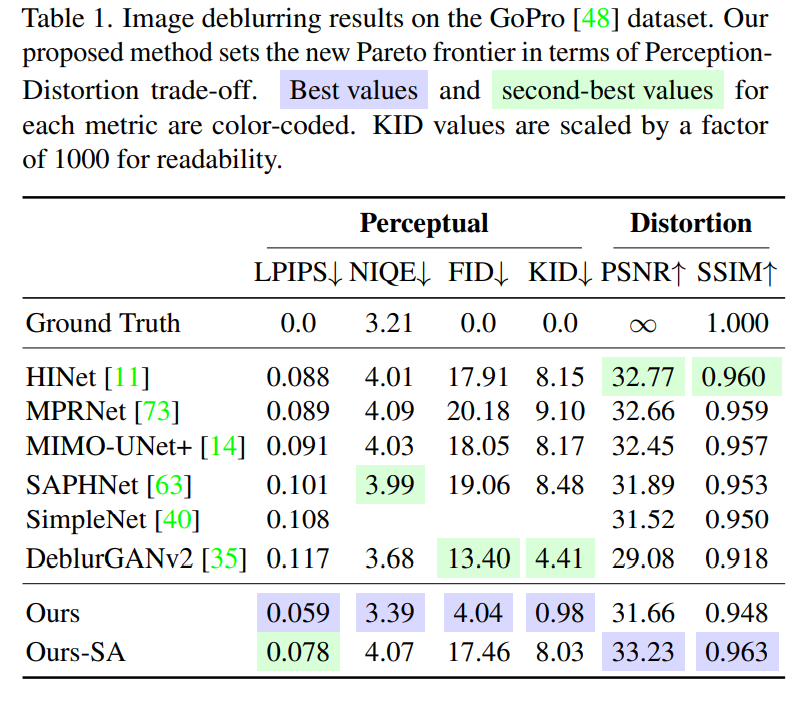 Table 1. Image deblurring results on the GoPro [48] dataset. Our
proposed method sets the new Pareto frontier in terms of Perception-
Distortion trade-off. Best values and second-best values for
each metric are color-coded. KID values are scaled by a factor
of 1000 for readability.
Perceptual Distortion
LPIPS↓ NIQE↓ FID↓ KID↓ PSNR↑ SSIM↑
Ground Truth 0.0 3.21 0.0 0.0 ∞ 1.000
HINet [11] 0.088 4.01 17.91 8.15 32.77 0.960
MPRNet [73] 0.089 4.09 20.18 9.10 32.66 0.959
MIMO-UNet+ [14] 0.091 4.03 18.05 8.17 32.45 0.957
SAPHNet [63] 0.101 3.99 19.06 8.48 31.89 0.953
SimpleNet [40] 0.108 31.52 0.950
DeblurGANv2 [35] 0.117 3.68 13.40 4.41 29.08 0.918
Ours 0.059 3.39 4.04 0.98 31.66 0.948
Ours-SA 0.078 4.07 17.46 8.03 33.23 0.963